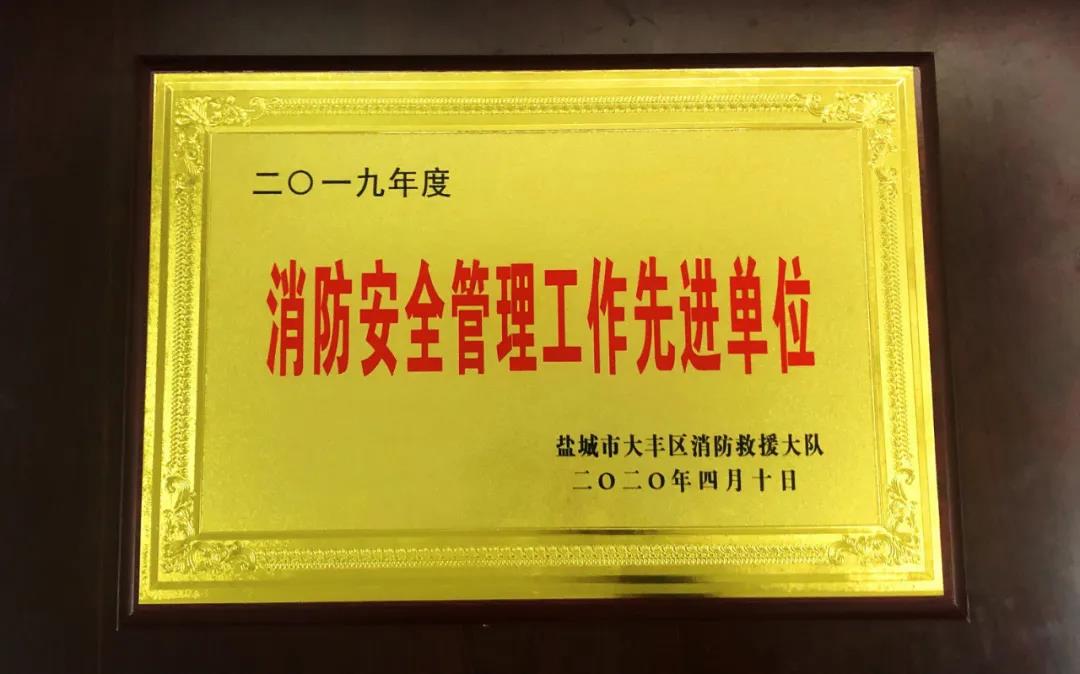 二〇一九年度
消防安全管理工作先进单位
盐城市大丰区消防救援大队
二〇二〇年四月十日